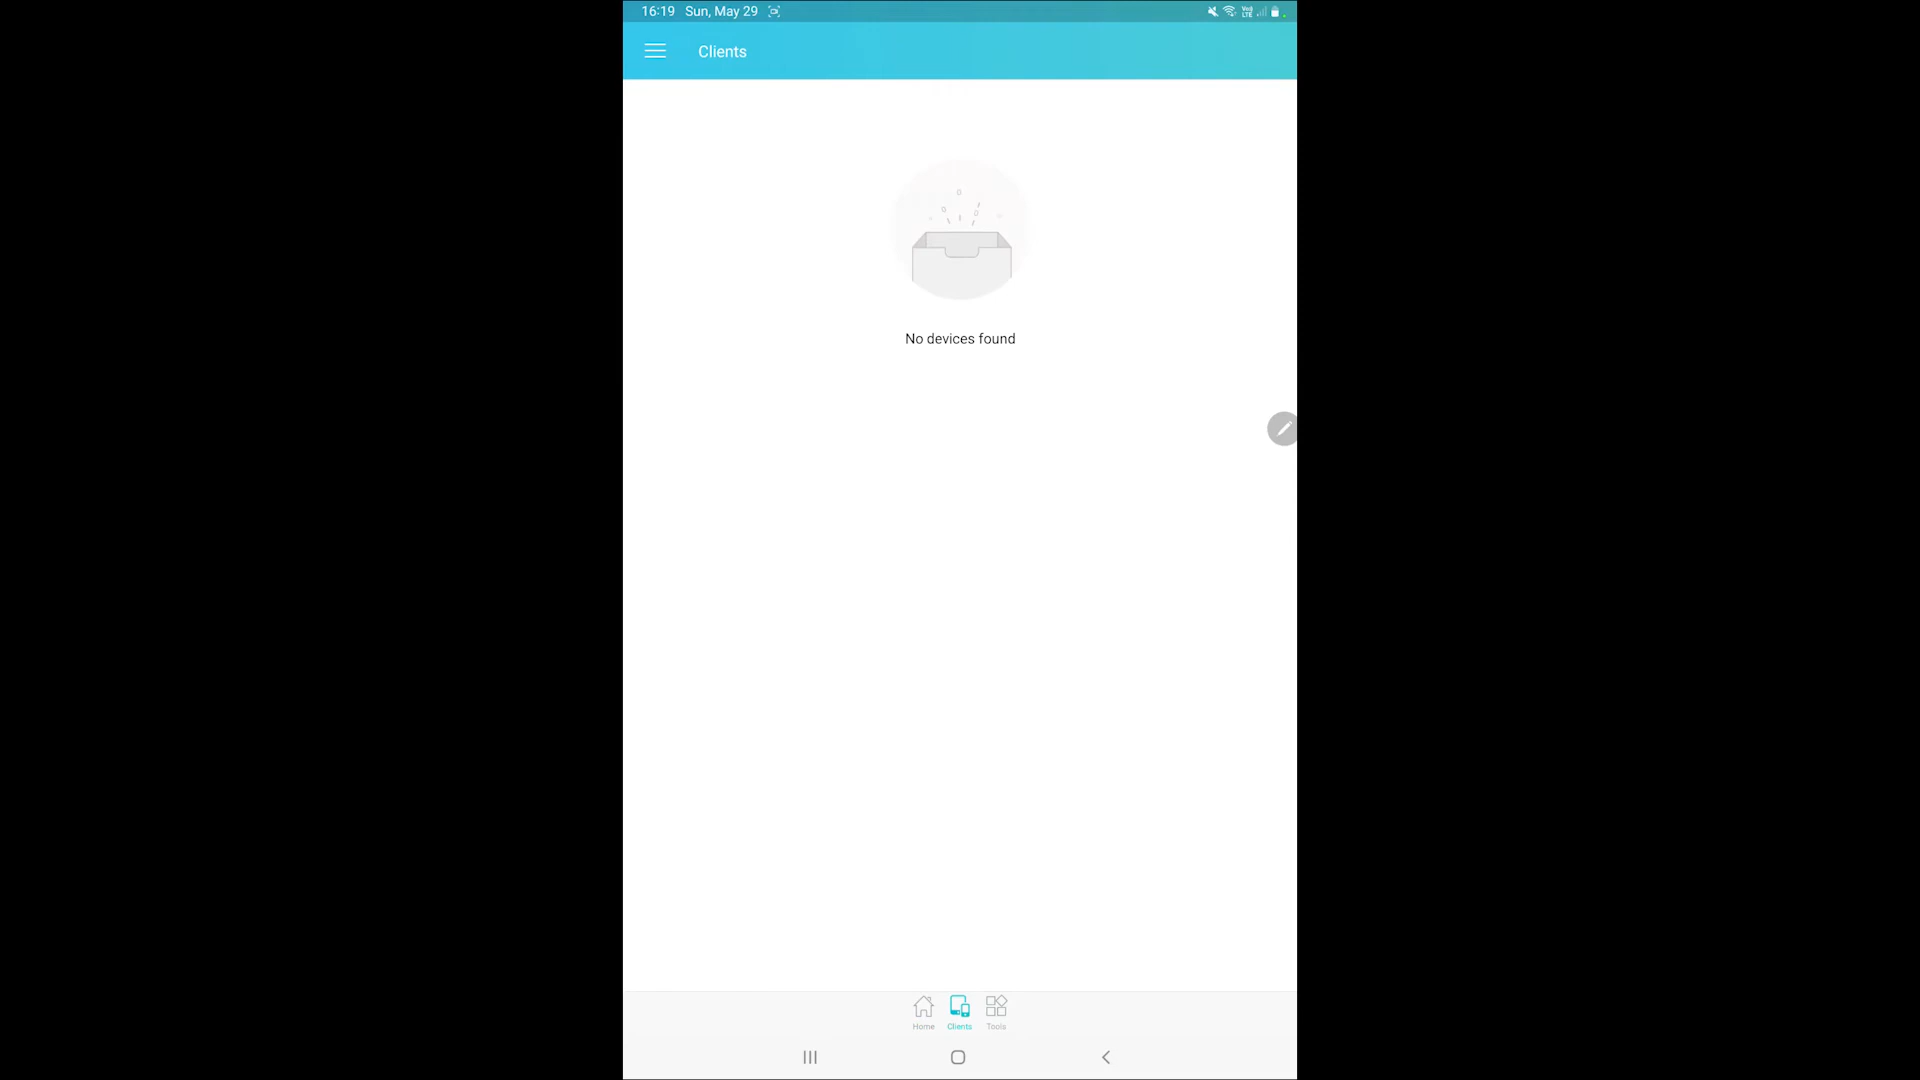 16:19 Sun, May 29
Clients
No devices found
Home Clients Tools